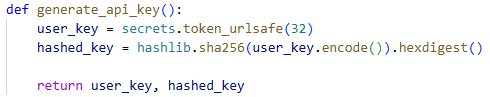 def generate_api_key():
    user_key = secrets.token_urlsafe(32)
    hashed_key = hashlib.sha256(user_key.encode()).hexdigest()
    return user_key, hashed_key